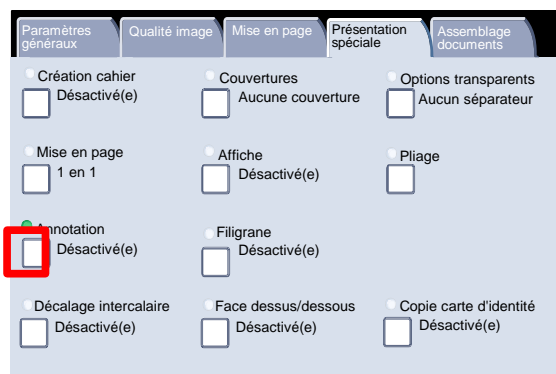 Paramètres
généraux
Qualité image
Mise en page
Présentation
spéciale
Assemblage
documents
Création cahier
Désactivé(e)
Couvertures
Aucune couverture
Options transparents
Aucun séparateur
Mise en page
1 en 1
Affiche
Désactivé(e)
Pliage
Annotation
Désactivé(e)
Filigrane
Désactivé(e)
Décalage intercalaire
Désactivé(e)
Face dessus/dessous
Désactivé(e)
Copie carte d'identité
Désactivé(e)